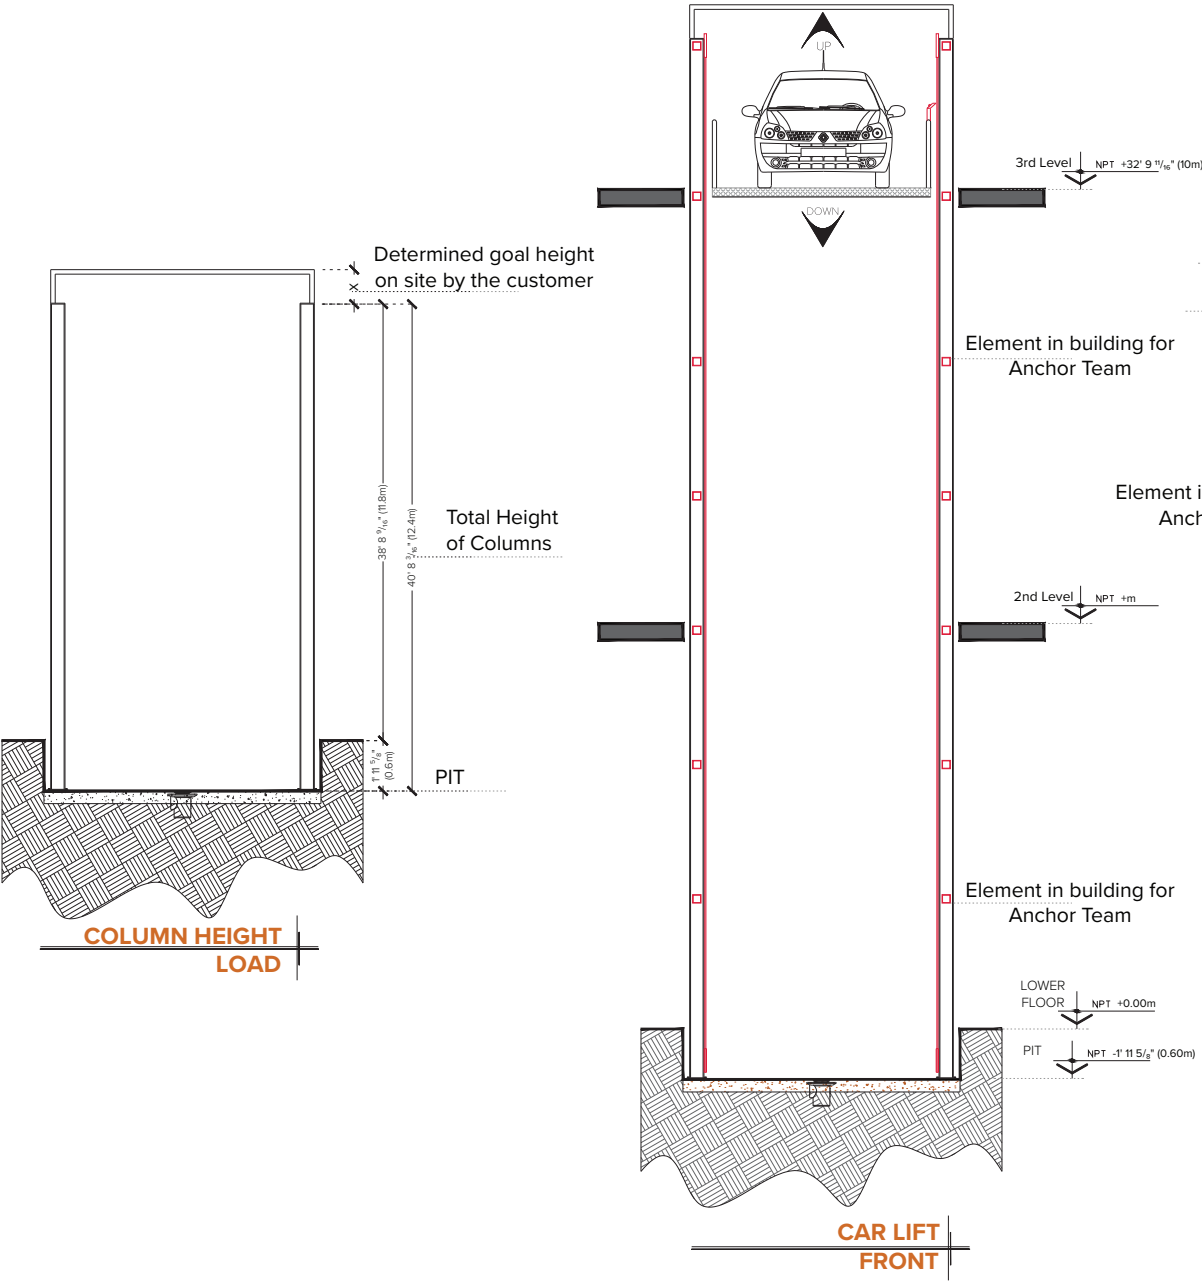 UP
DOWN
3rd Level NPT +32' 9 11/16" (10m)
Determined goal height
on site by the customer
x
Element in building for
Anchor Team
38' 8 9/16" (11.8m)
40' 8 3/16" (12.4m)
Total Height
of Columns
Element i
Anch
2nd Level NPT +m
1' 11 5/8"
(0.6m)
PIT
Element in building for
Anchor Team
COLUMN HEIGHT
LOAD
LOWER
FLOOR NPT +0.00m
PIT NPT -1' 11 5/8" (0.60m)
CAR LIFT
FRONT